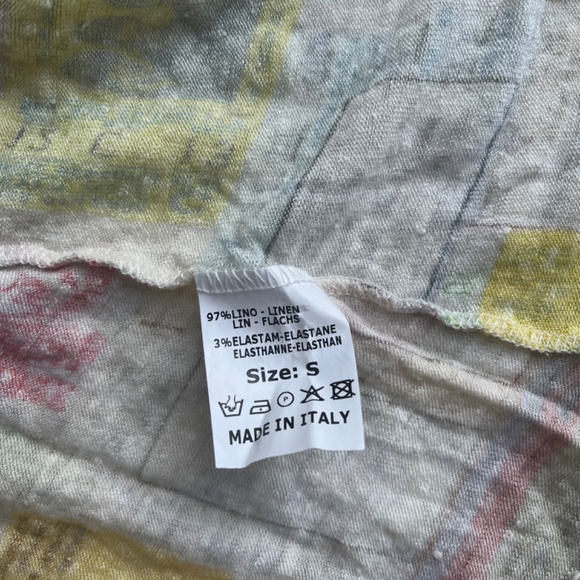 97%LINO - LINEN
LIN - FLACHS
3%ELASTAM-ELASTANE
ELASTHANNE-ELASTHAN
Size: S
P
MADE IN ITALY